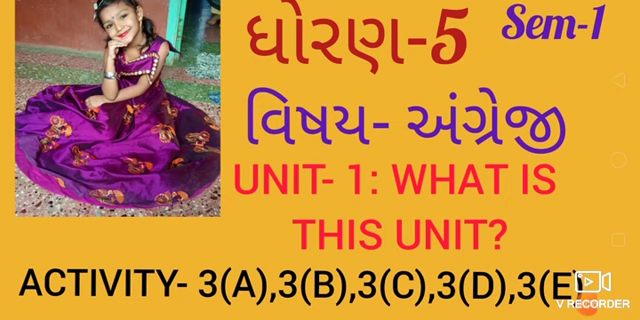 ધોરણ-5 Sem-1
વિષય- અંગ્રેજી
UNIT- 1: WHAT IS
THIS UNIT?
ACTIVITY- 3(A),3(B),3(C),3(D),3(E)
V RECORDER